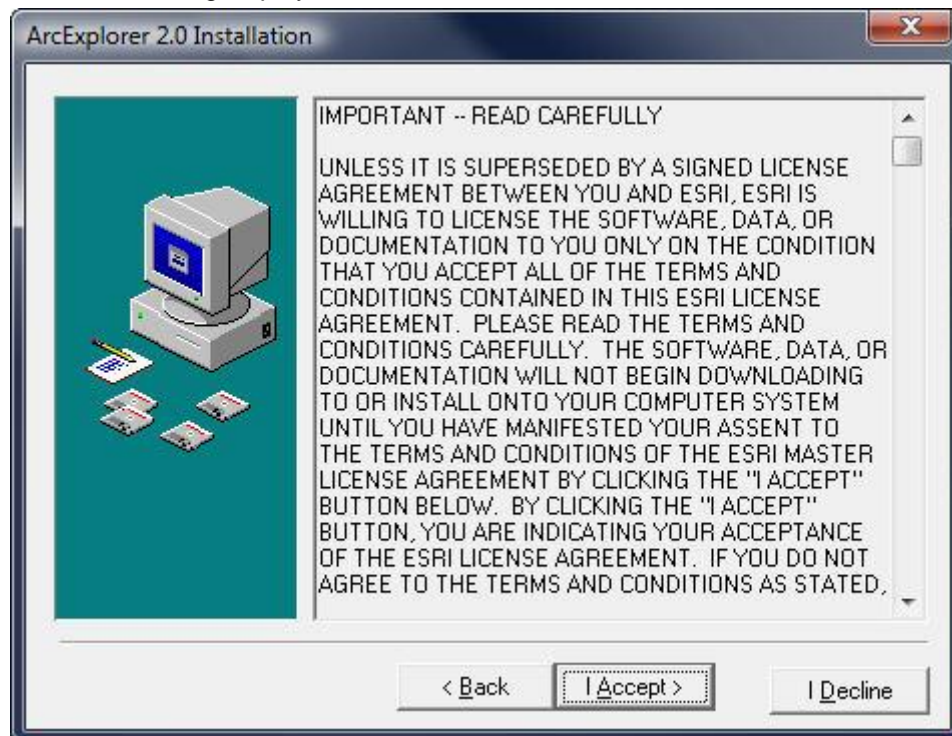 ArcExplorer 2.0 Installation
IMPORTANT -- READ CAREFULLY
UNLESS IT IS SUPERSEDED BY A SIGNED LICENSE
AGREEMENT BETWEEN YOU AND ESRI, ESRI IS
WILLING TO LICENSE THE SOFTWARE, DATA, OR
DOCUMENTATION TO YOU ONLY ON THE CONDITION
THAT YOU ACCEPT ALL OF THE TERMS AND
CONDITIONS CONTAINED IN THIS ESRI LICENSE
AGREEMENT.  PLEASE READ THE TERMS AND
CONDITIONS CAREFULLY.  THE SOFTWARE, DATA, OR
DOCUMENTATION WILL NOT BEGIN DOWNLOADING
TO OR INSTALL ONTO YOUR COMPUTER SYSTEM
UNTIL YOU HAVE MANIFESTED YOUR ASSENT TO
THE TERMS AND CONDITIONS OF THE ESRI MASTER
LICENSE AGREEMENT BY CLICKING THE "I ACCEPT"
BUTTON BELOW.  BY CLICKING THE "I ACCEPT"
BUTTON, YOU ARE INDICATING YOUR ACCEPTANCE
OF THE ESRI LICENSE AGREEMENT.  IF YOU DO NOT
AGREE TO THE TERMS AND CONDITIONS AS STATED,
< Back I Accept > I Decline